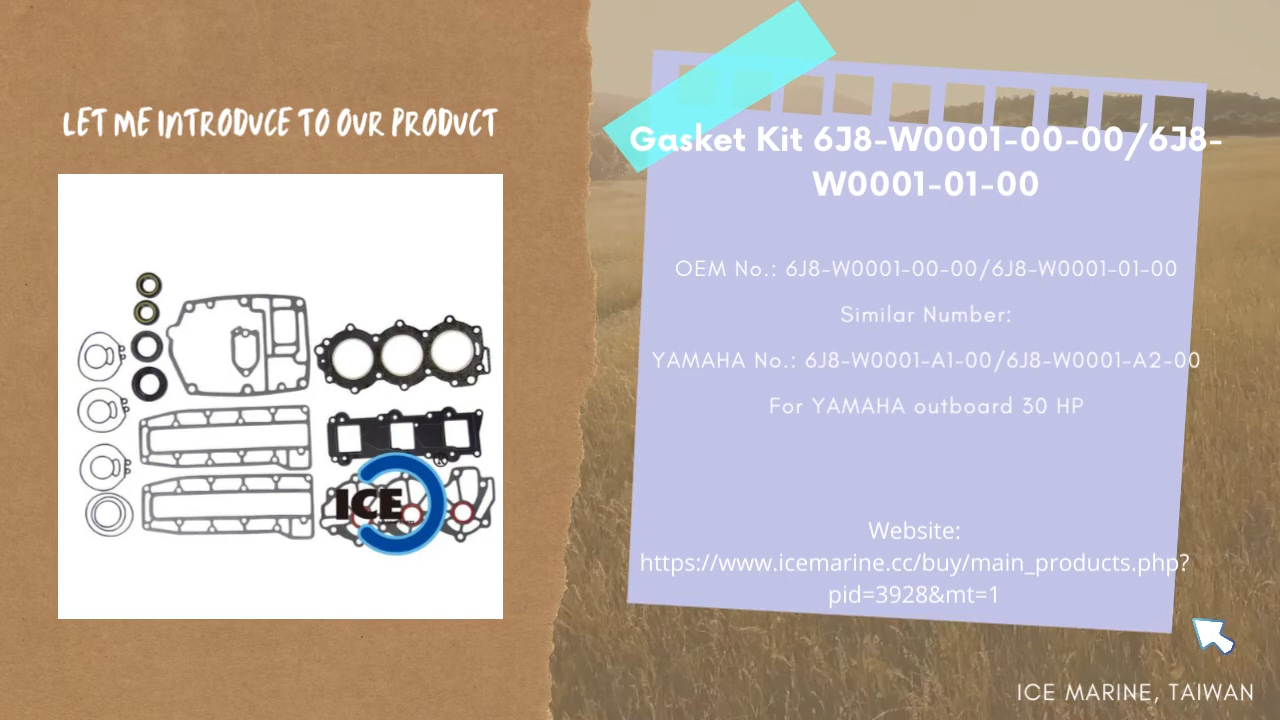 LET ME INTRODUCE TO OUR PRODUCT
ICE
Gasket Kit 6J8-W0001-00-00/6J8-
W0001-01-00
OEM No.: 6J8-W0001-00-00/6J8-W0001-01-00
Similar Number:
YAMAHA No.: 6J8-W0001-A1-00/6J8-W0001-A2-00
For YAMAHA outboard 30 HP
Website:
https://www.icemarine.cc/buy/main_products.php?
pid=3928&mt=1
ICE MARINE, TAIWAN